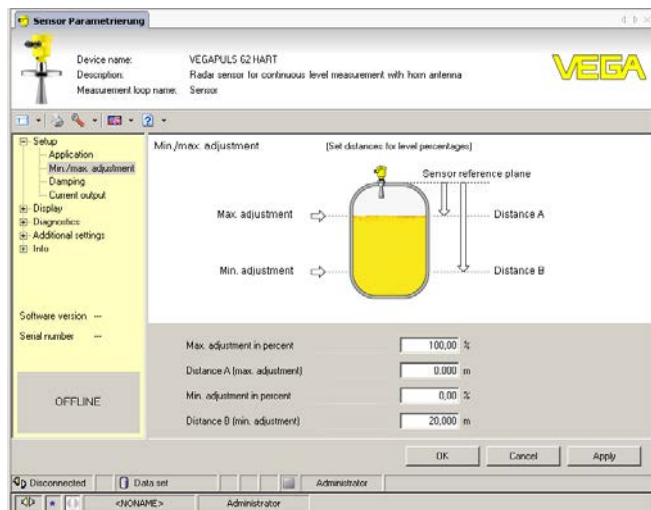 Sensor Parametrierung
Device name: VEGAPULS 62 HART
Description: Radar sensor for continuous level measurement with horn antenna
Measurement loop name: Sensor
VEGA
Setup
Application
Min./max. adjustment
Damping
Current output
Display
Diagnostics
Additional settings
Info
Software version ---
Serial number ---
OFFLINE
Min./max. adjustment (Set distances for level percentages)
Sensor reference plane
Max. adjustment
Distance A
Min. adjustment
Distance B
Max. adjustment in percent 100,00 %
Distance A (max. adjustment) 0.000 m
Min. adjustment in percent 0,00 %
Distance B (min. adjustment) 20,000 m
OK Cancel Apply
Disconnected Data set Administrator
<NONAME> Administrator